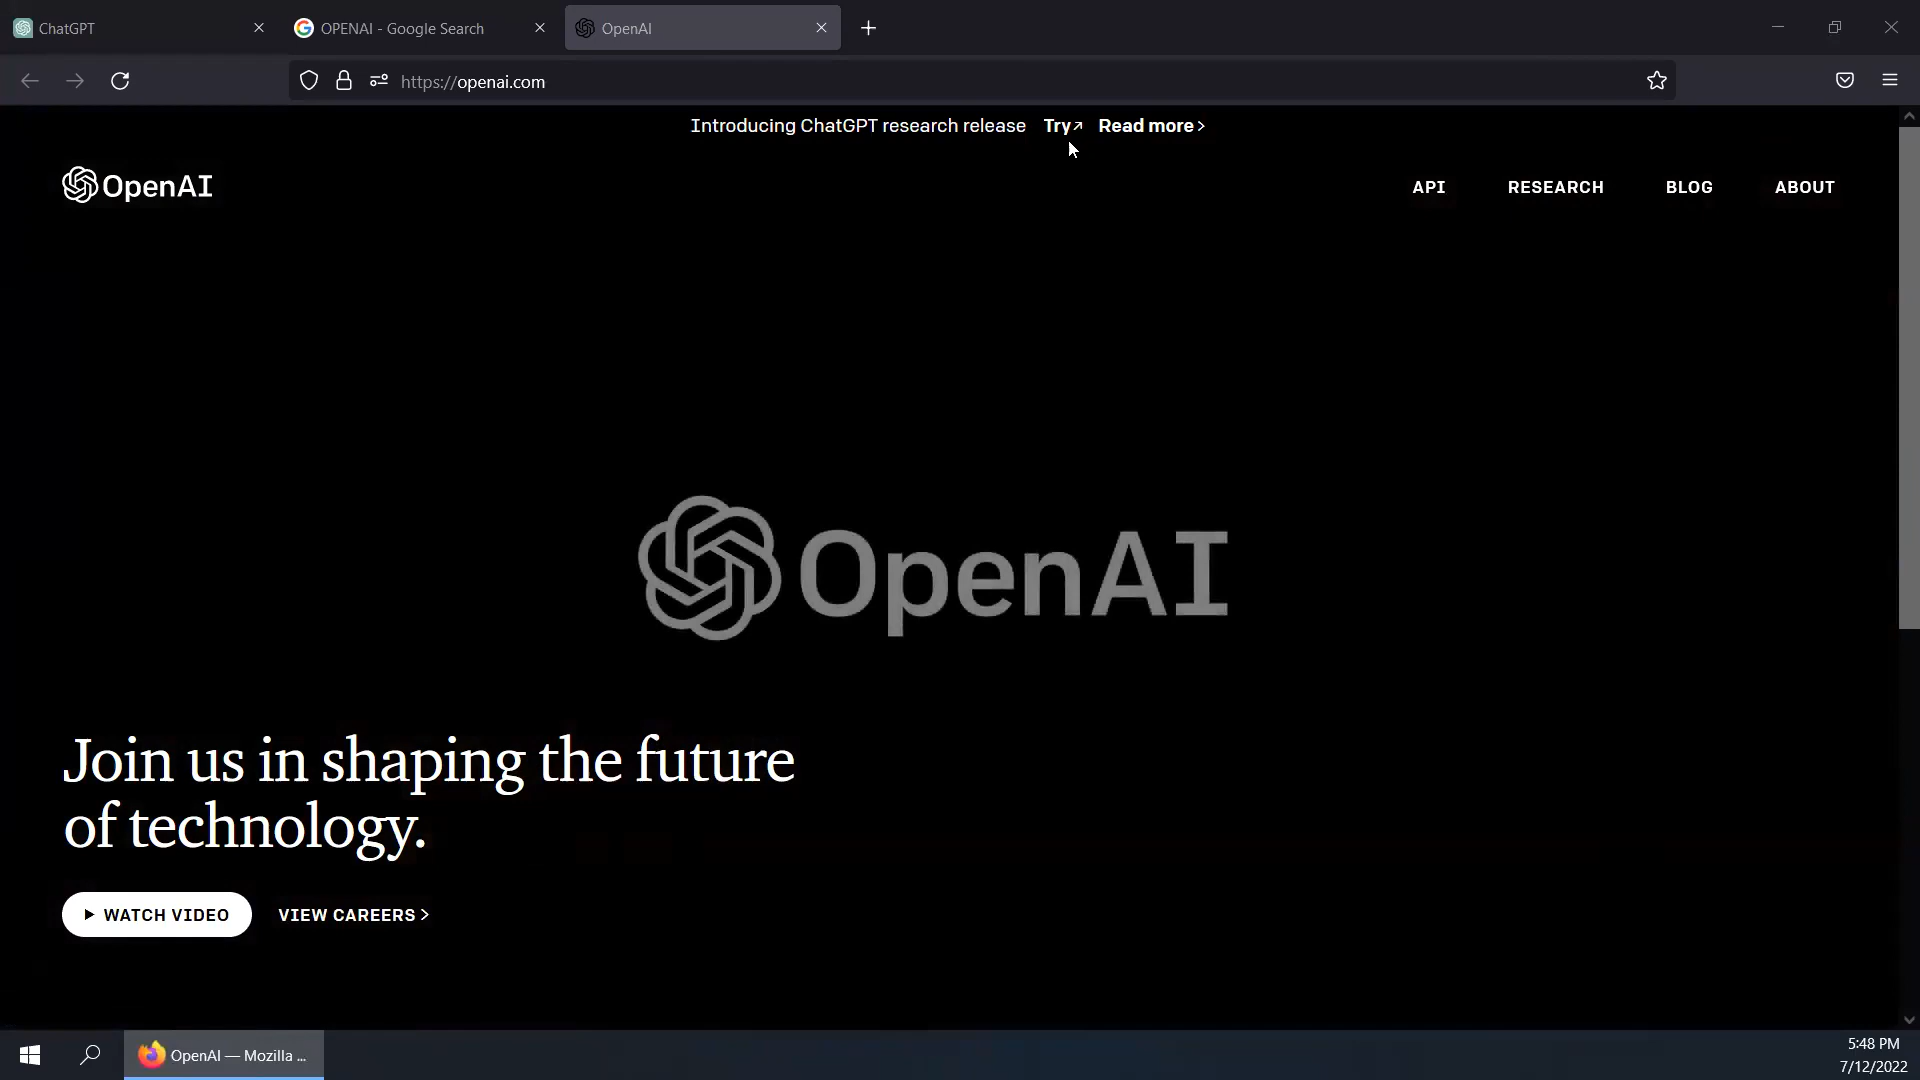 ChatGPT
OPENAI - Google Search
OpenAI
https://openai.com
Introducing ChatGPT research release Try↗ Read more >
OpenAI
API RESEARCH BLOG ABOUT
OpenAI
Join us in shaping the future
of technology.
WATCH VIDEO VIEW CAREERS >
OpenAI — Mozilla ...
5:48 PM
7/12/2022